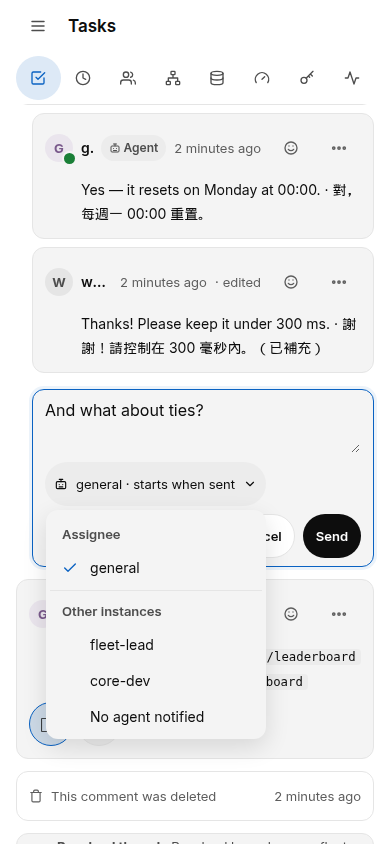 Tasks
G g. Agent 2 minutes ago
Yes — it resets on Monday at 00:00. · 對，
每週一 00:00 重置。
W w... 2 minutes ago · edited
Thanks! Please keep it under 300 ms. · 謝
謝！請控制在 300 毫秒內。（已補充）
And what about ties?
general · starts when sent
cel Send
Assignee
general
Other instances
fleet-lead
core-dev
No agent notified
/leaderboard
board
This comment was deleted 2 minutes ago